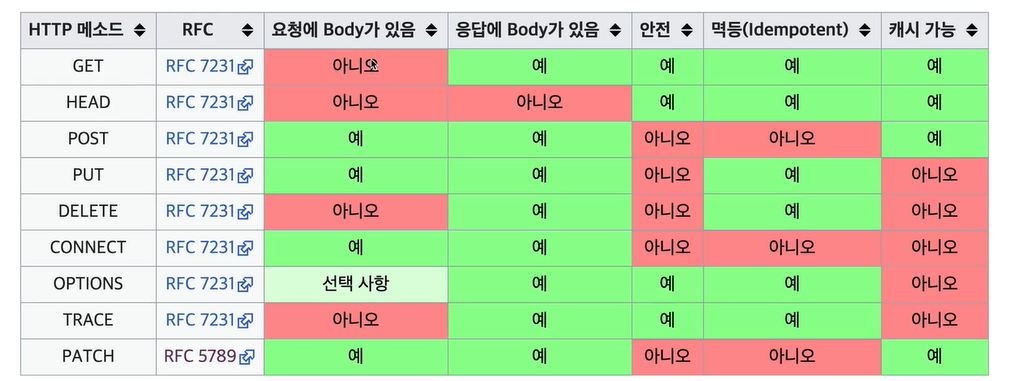 HTTP 메소드 RFC 요청에 Body가 있음 응답에 Body가 있음 안전 멱등(Idempotent) 캐시 가능
GET RFC 7231 아니오 예 예 예 예
HEAD RFC 7231 아니오 아니오 예 예 예
POST RFC 7231 예 예 아니오 아니오 예
PUT RFC 7231 예 예 아니오 예 아니오
DELETE RFC 7231 아니오 예 아니오 예 아니오
CONNECT RFC 7231 예 예 아니오 아니오 아니오
OPTIONS RFC 7231 선택 사항 예 예 예 아니오
TRACE RFC 7231 아니오 예 예 예 아니오
PATCH RFC 5789 예 예 아니오 아니오 예